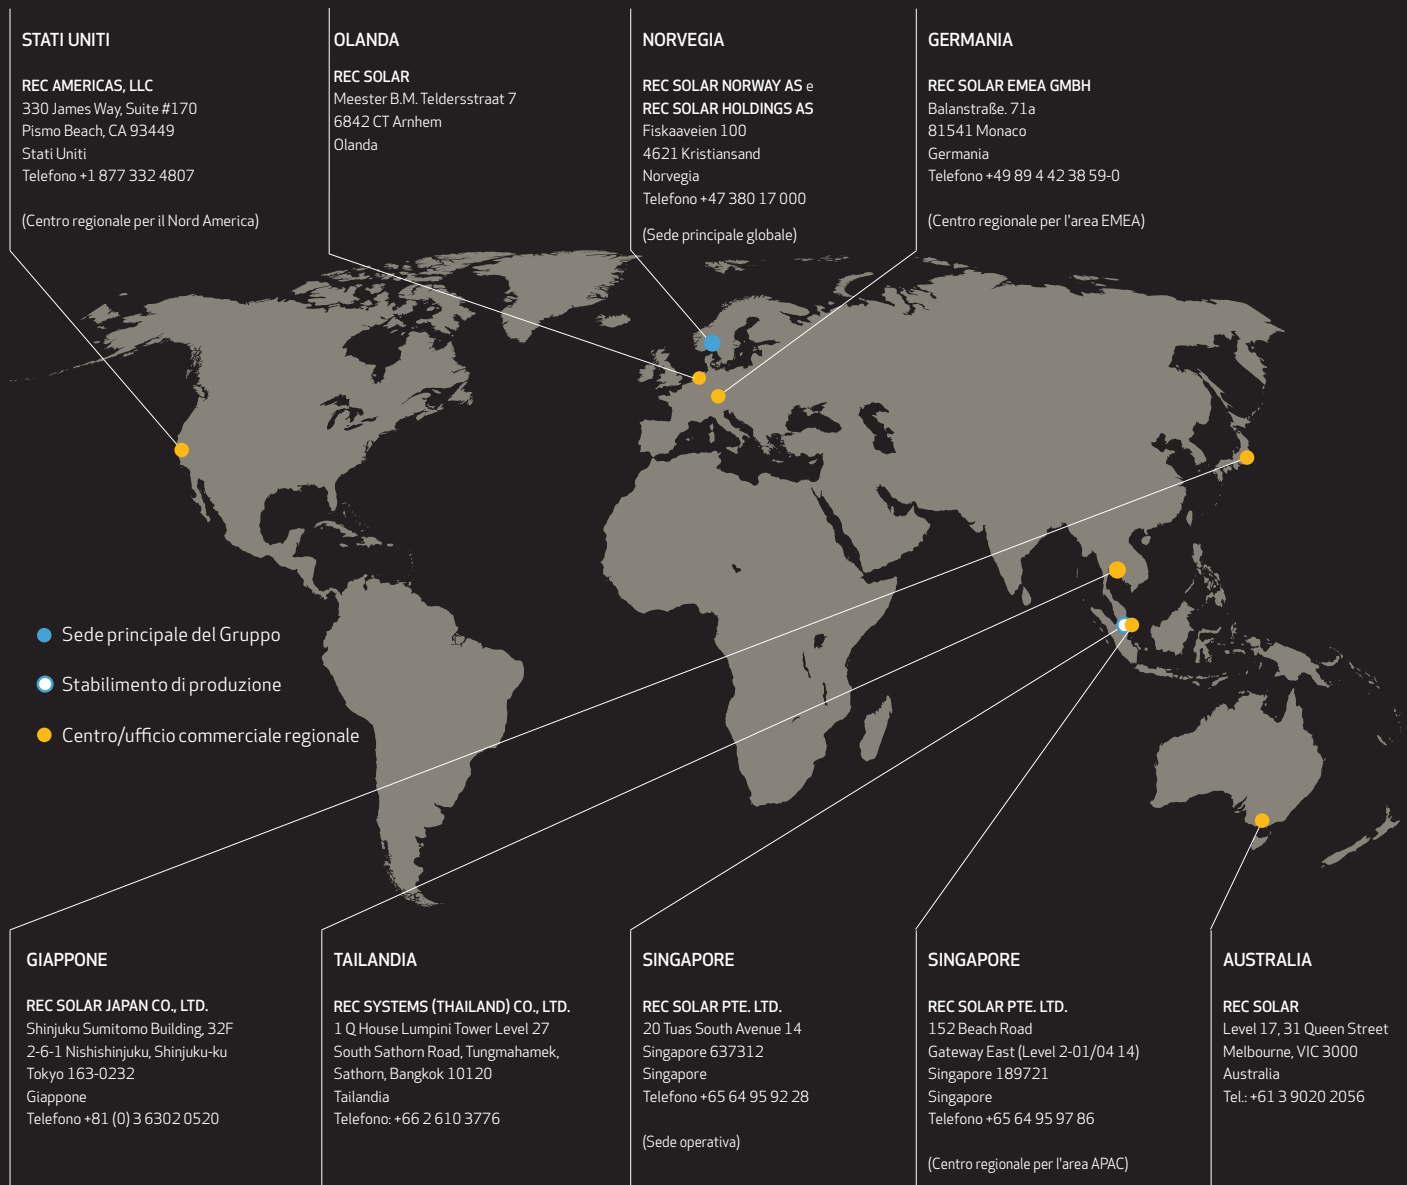 STATI UNITI
REC AMERICAS, LLC
330 James Way, Suite #170
Pismo Beach, CA 93449
Stati Uniti
Telefono +1 877 332 4807
(Centro regionale per il Nord America)
OLANDA
REC SOLAR
Meester B.M. Teldersstraat 7
6842 CT Arnhem
Olanda
NORVEGIA
REC SOLAR NORWAY AS e
REC SOLAR HOLDINGS AS
Fiskaaveien 100
4621 Kristiansand
Norvegia
Telefono +47 380 17 000
(Sede principale globale)
GERMANIA
REC SOLAR EMEA GMBH
Balanstraße. 71a
81541 Monaco
Germania
Telefono +49 89 4 42 38 59-0
(Centro regionale per l'area EMEA)
Sede principale del Gruppo
Stabilimento di produzione
Centro/ufficio commerciale regionale
GIAPPONE
REC SOLAR JAPAN CO., LTD.
Shinjuku Sumitomo Building, 32F
2-6-1 Nishishinjuku, Shinjuku-ku
Tokyo 163-0232
Giappone
Telefono +81 (0) 3 6302 0520
TAILANDIA
REC SYSTEMS (THAILAND) CO., LTD.
1 Q House Lumpini Tower Level 27
South Sathorn Road, Tungmahamek,
Sathorn, Bangkok 10120
Tailandia
Telefono: +66 2 610 3776
SINGAPORE
REC SOLAR PTE. LTD.
20 Tuas South Avenue 14
Singapore 637312
Singapore
Telefono +65 64 95 92 28
(Sede operativa)
SINGAPORE
REC SOLAR PTE. LTD.
152 Beach Road
Gateway East (Level 2-01/04 14)
Singapore 189721
Singapore
Telefono +65 64 95 97 86
(Centro regionale per l'area APAC)
AUSTRALIA
REC SOLAR
Level 17, 31 Queen Street
Melbourne, VIC 3000
Australia
Tel.: +61 3 9020 2056